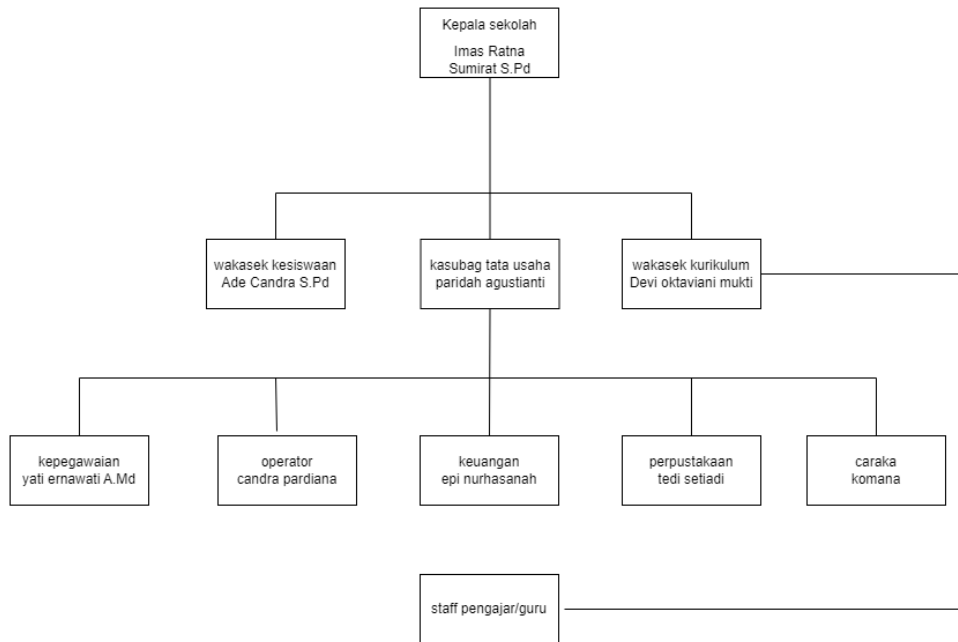 Kepala sekolah
Imas Ratna
Sumirat S.Pd
wakasek kesiswaan
Ade Candra S.Pd
kasubag tata usaha
paridah agustianti
wakasek kurikulum
Devi oktaviani mukti
kepegawaian
yati ernawati A.Md
operator
candra pardiana
keuangan
epi nurhasanah
perpustakaan
tedi setiadi
caraka
komana
staff pengajar/guru